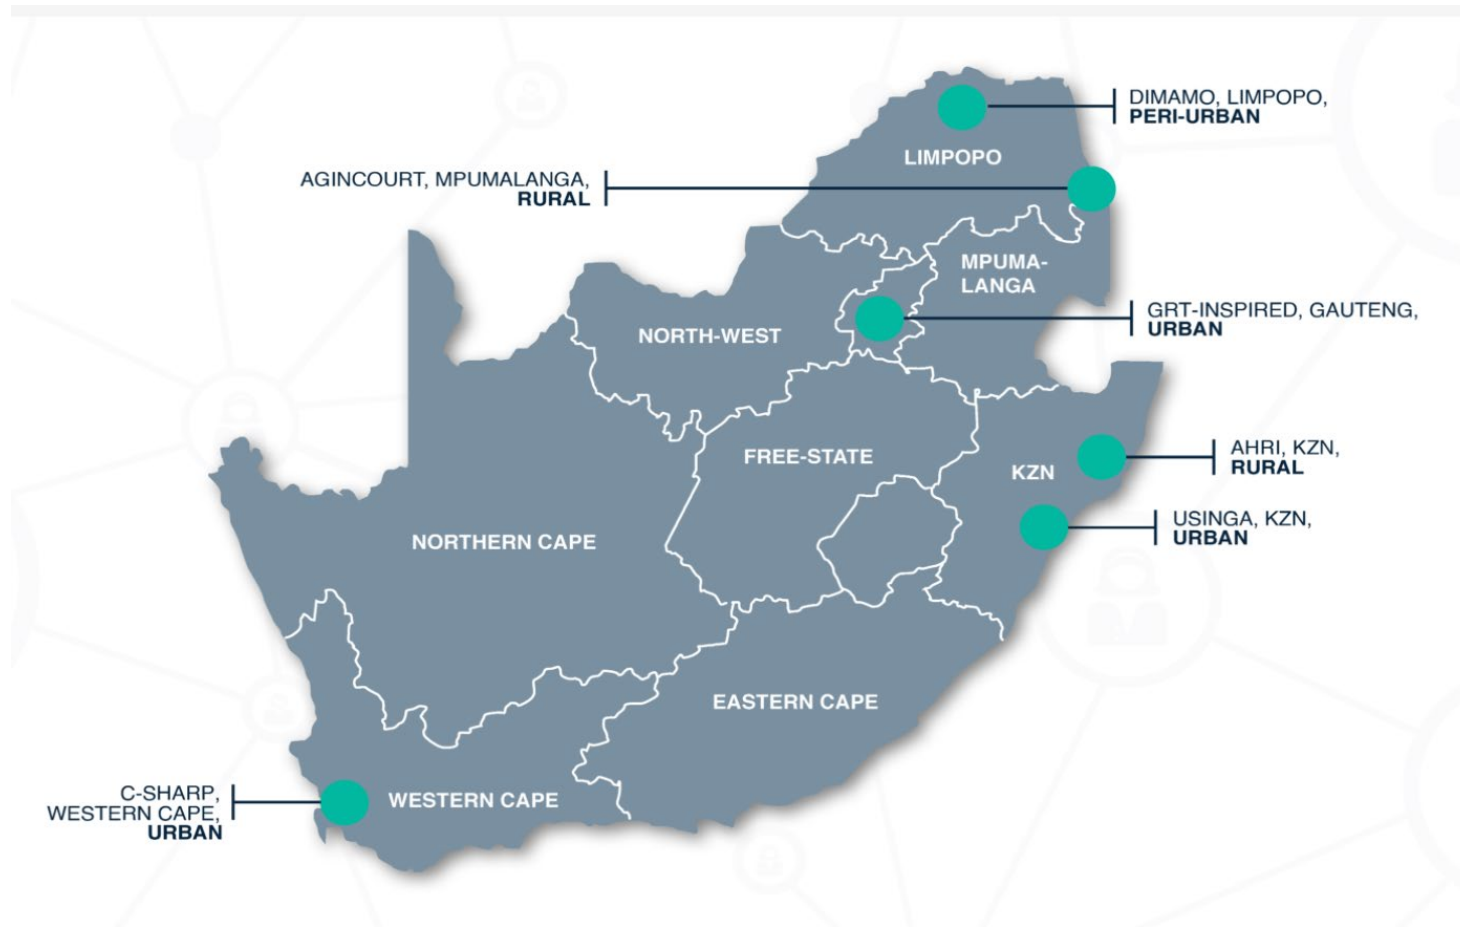 DIMAMO, LIMPOPO,
PERI-URBAN
LIMPOPO
AGINCOURT, MPUMALANGA,
RURAL
MPUMA-
LANGA
GRT-INSPIRED, GAUTENG,
URBAN
NORTH-WEST
FREE-STATE
KZN
AHRI, KZN,
RURAL
USINGA, KZN,
URBAN
NORTHERN CAPE
EASTERN CAPE
C-SHARP,
WESTERN CAPE,
URBAN
WESTERN CAPE